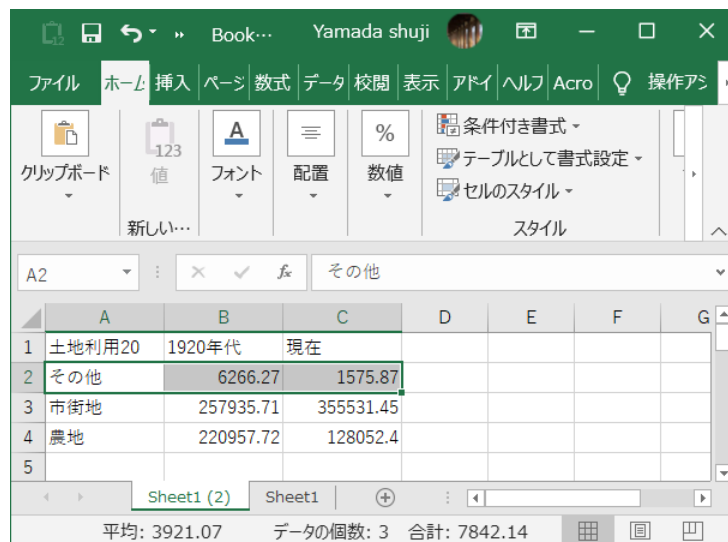 Book… Yamada shuji
ファイル ホーム 挿入 ページ 数式 データ 校閲 表示 アドイ ヘルプ Acro 操作アシ
123
A
%
条件付き書式
テーブルとして書式設定
セルのスタイル
クリップボード 値 フォント 配置 数値
新しい… スタイル
A2 fx その他
A B C D E F G
1 土地利用20 1920年代 現在
2 その他 6266.27 1575.87
3 市街地 257935.71 355531.45
4 農地 220957.72 128052.4
5
Sheet1 (2) Sheet1
平均: 3921.07 データの個数: 3 合計: 7842.14